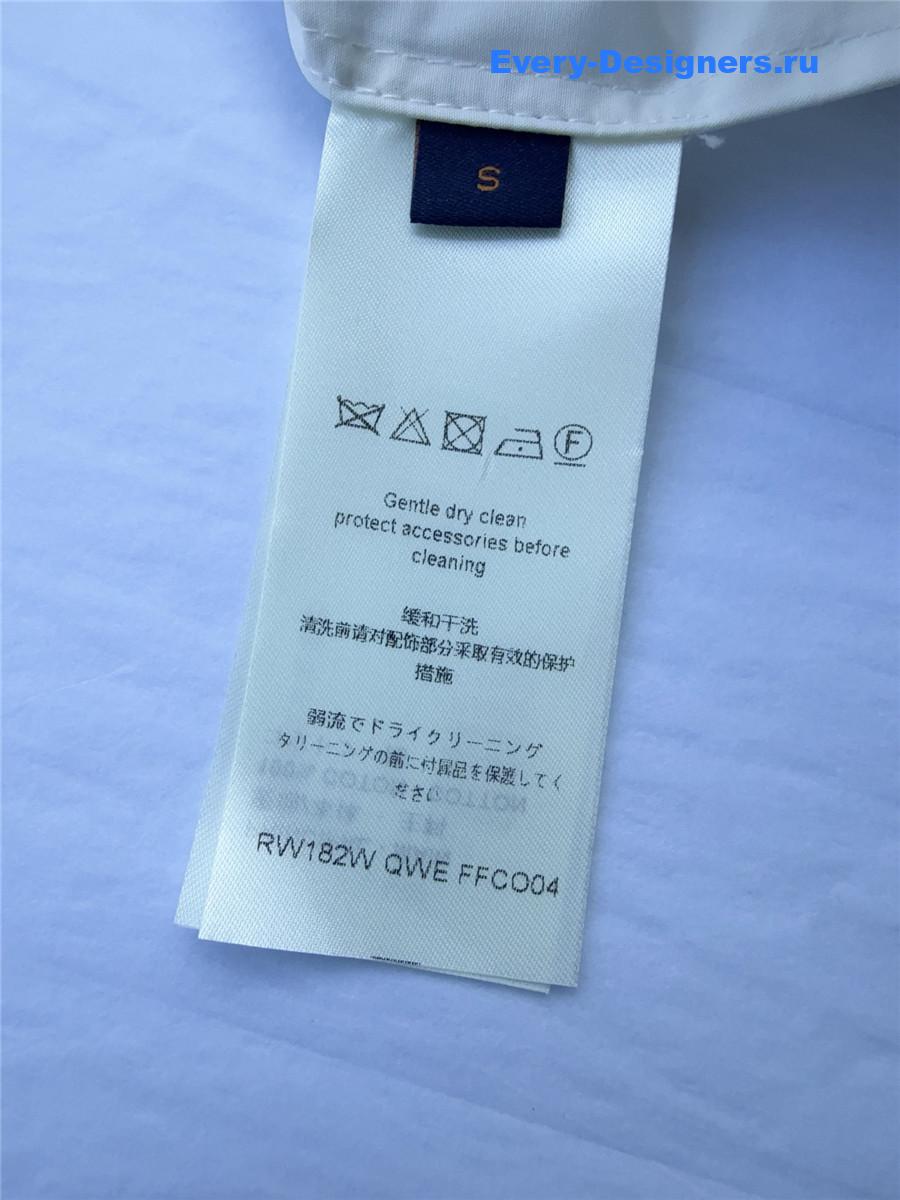 Every-Designers.ru
S
F
Gentle dry clean
protect accessories before
cleaning
缓和干洗
清洗前请对配饰部分采取有效的保护
措施
弱流でドライクリーニング
タリーニングの前に付属品を保護してく
ださい
RW182W QWE FFCO04